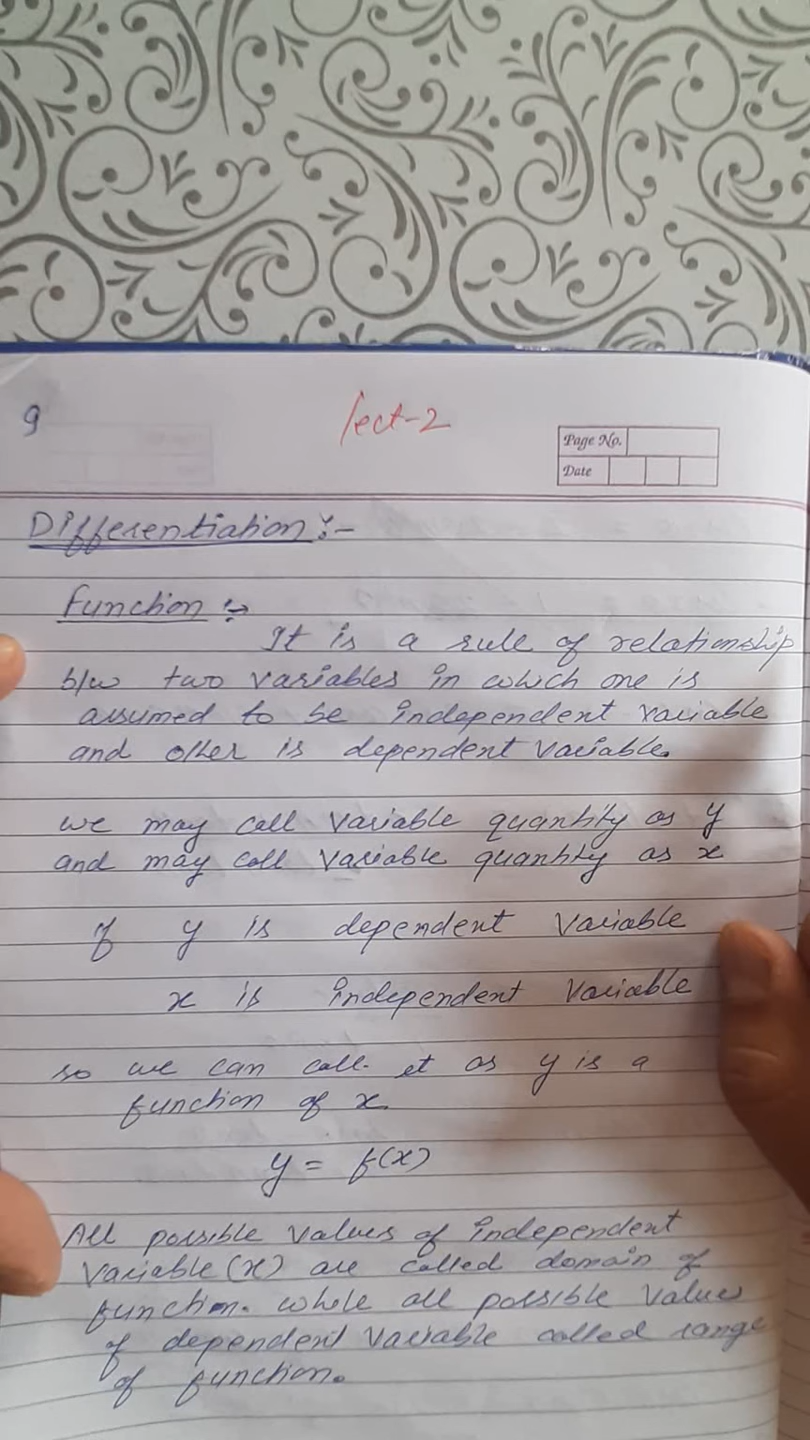 9
lect-2
Page No.
Date
Differentiation :-
Function :-
It is a rule of relationship
b/w two variables in which one is
assumed to be independent variable
and other is dependent variable.
we may call variable quantity as y
and may call variable quantity as x
if y is dependent variable
x is independent variable
so we can call it as y is a
function of x
y = f(x)
All possible values of independent
variable (x) are called domain of
function. while all possible values
of dependent variable called range
of function.